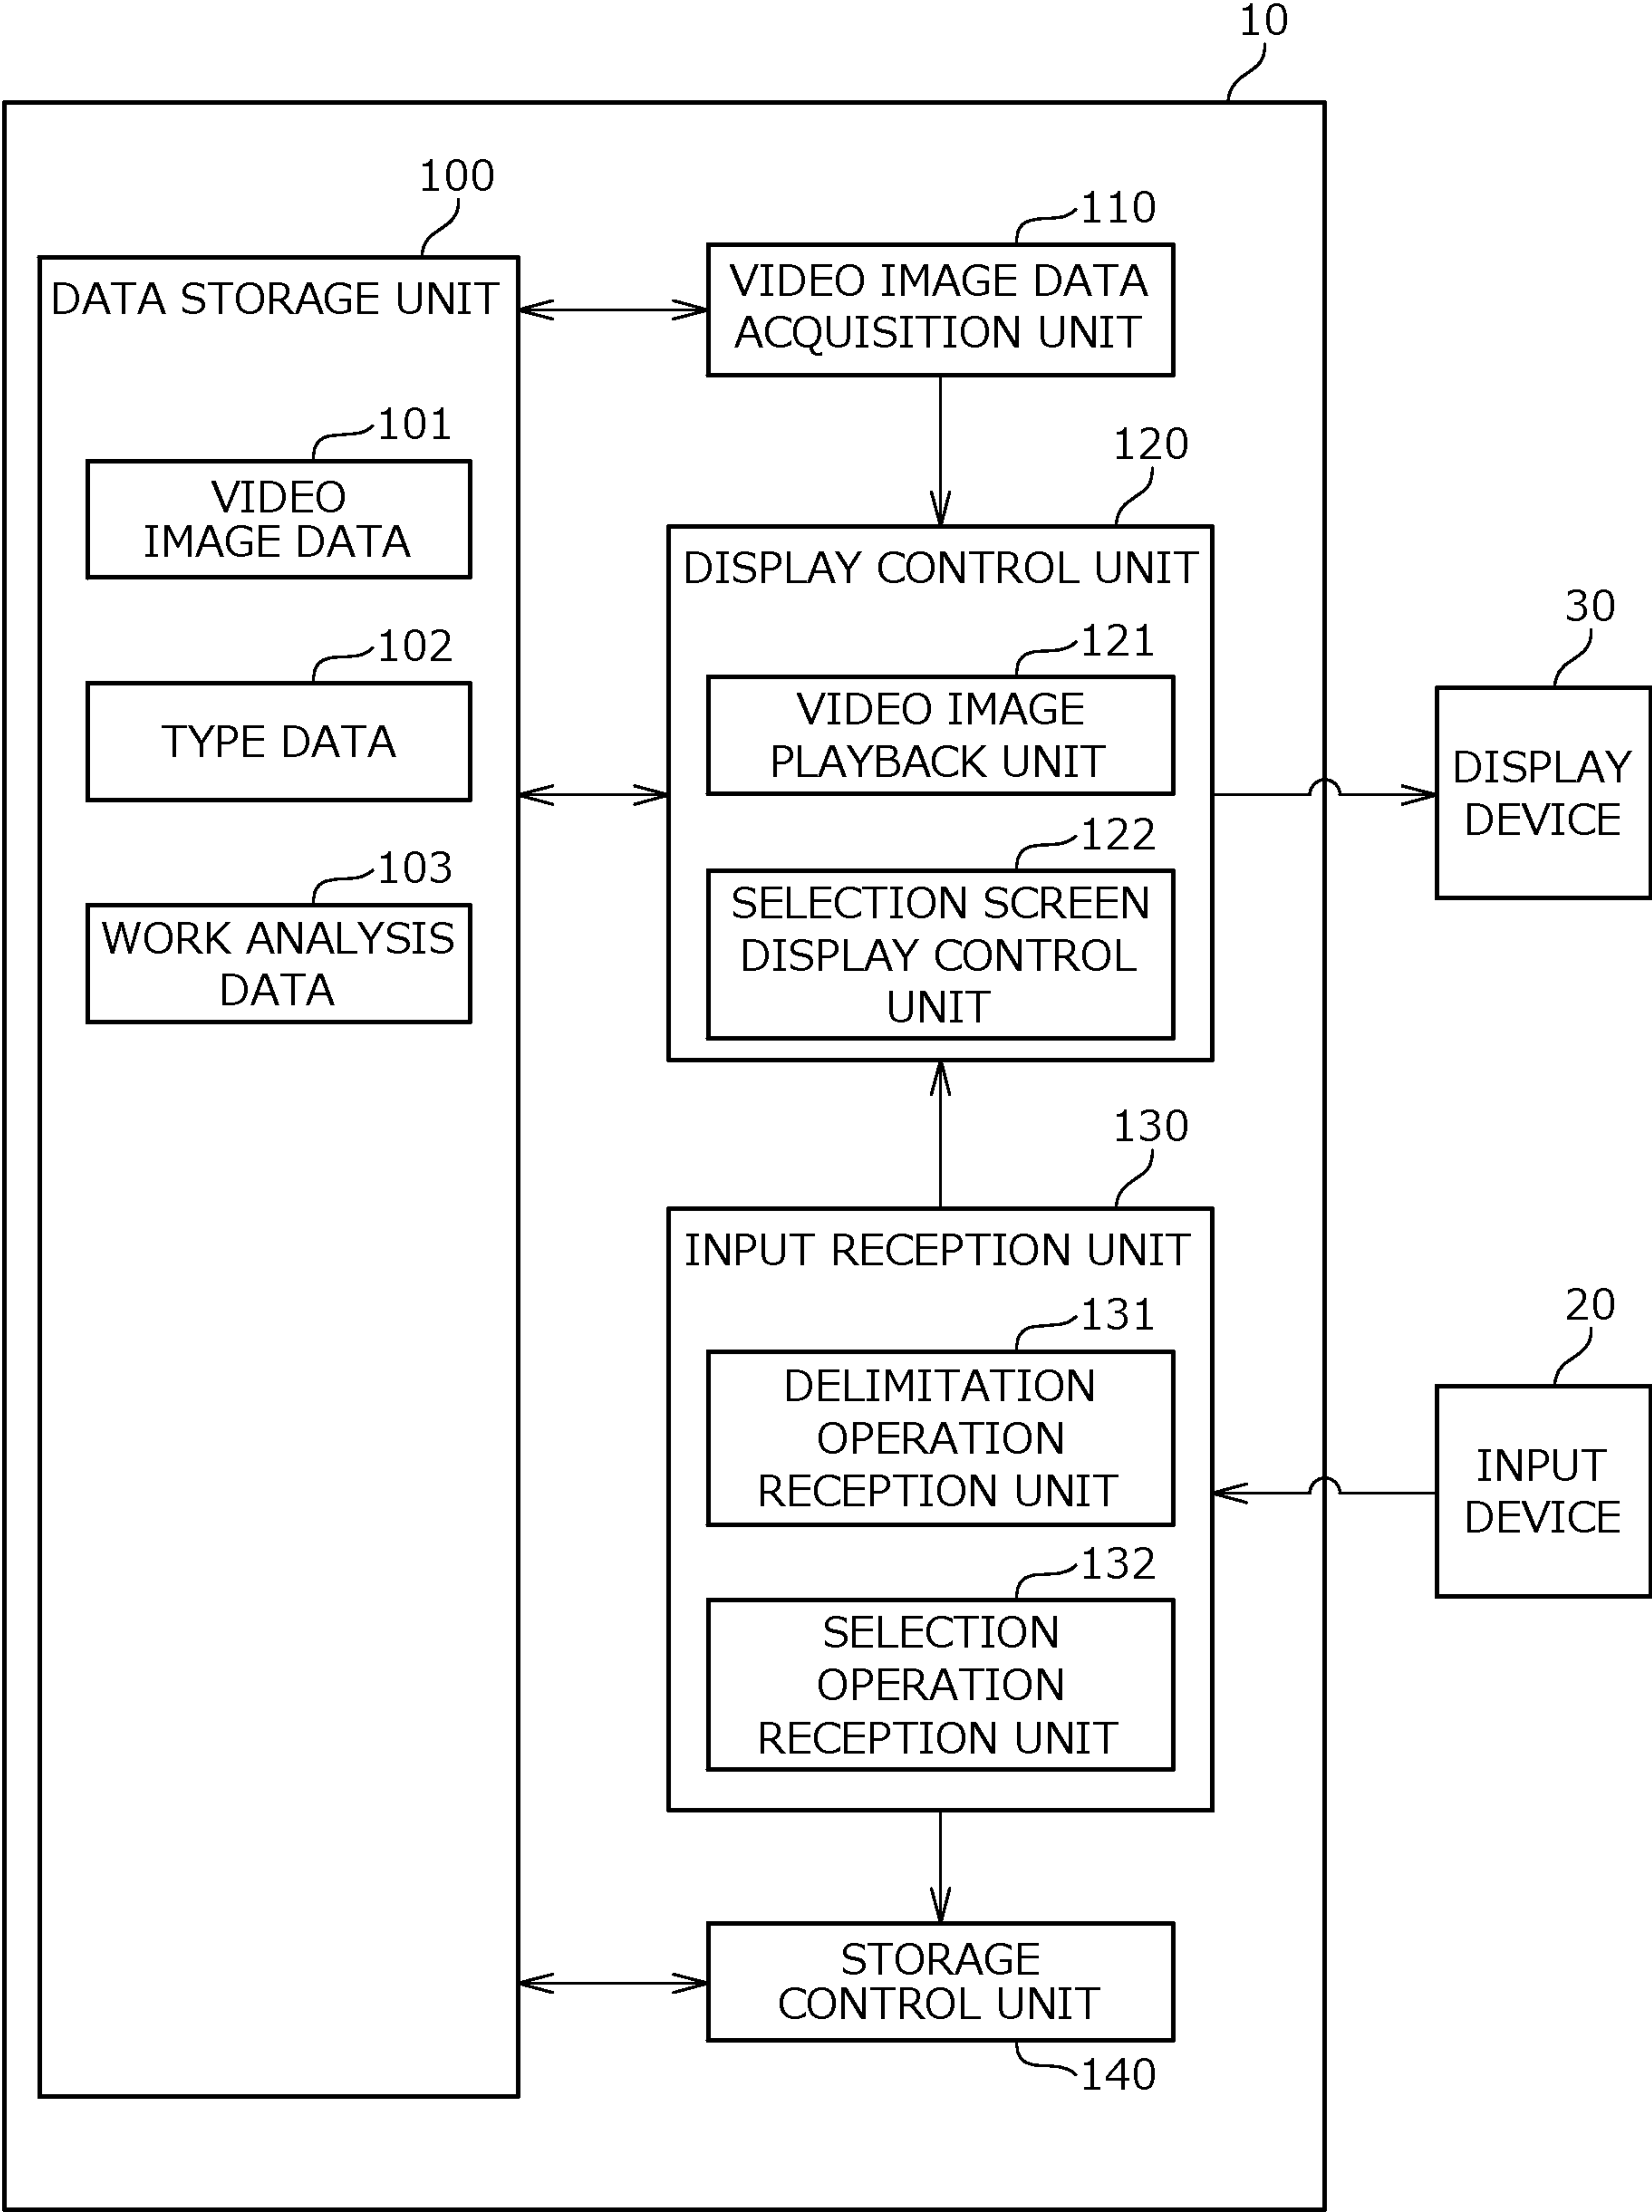 10
100
DATA STORAGE UNIT
101
VIDEO
IMAGE DATA
102
TYPE DATA
103
WORK ANALYSIS
DATA
110
VIDEO IMAGE DATA
ACQUISITION UNIT
120
DISPLAY CONTROL UNIT
121
VIDEO IMAGE
PLAYBACK UNIT
122
SELECTION SCREEN
DISPLAY CONTROL
UNIT
130
INPUT RECEPTION UNIT
131
DELIMITATION
OPERATION
RECEPTION UNIT
132
SELECTION
OPERATION
RECEPTION UNIT
STORAGE
CONTROL UNIT
140
30
DISPLAY
DEVICE
20
INPUT
DEVICE